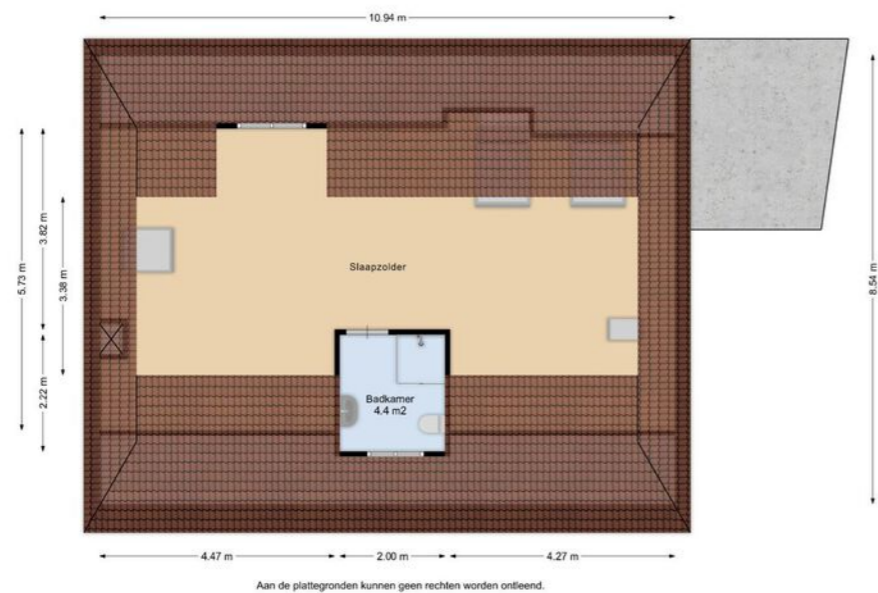 10.94 m
3.82 m
5.73 m
3.38 m
8.54 m
Slaapzolder
2.22 m
Badkamer
4.4 m2
4.47 m
2.00 m
4.27 m
Aan de plattegronden kunnen geen rechten worden ontleend.